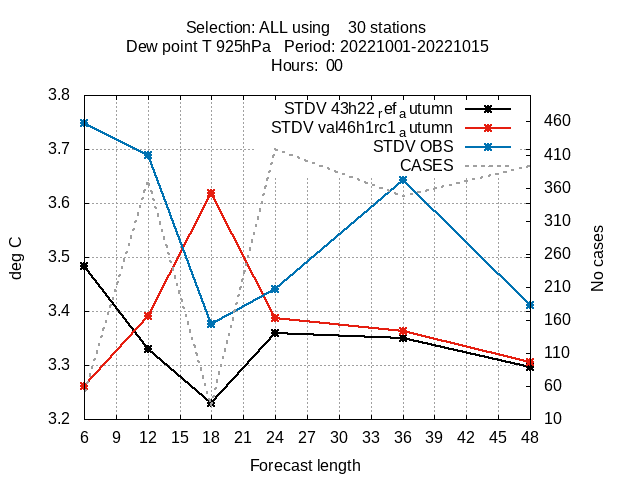 Selection: ALL using 30 stations
Dew point T 925hPa Period: 20221001-20221015
Hours: 00
STDV 43h22ref_autumn
STDV val46h1rc1_autumn
STDV OBS
CASES
3.8
3.7
3.6
3.5
3.4
3.3
3.2
deg C
460
410
360
310
260
210
160
110
60
10
No cases
6 9 12 15 18 21 24 27 30 33 36 39 42 45 48
Forecast length